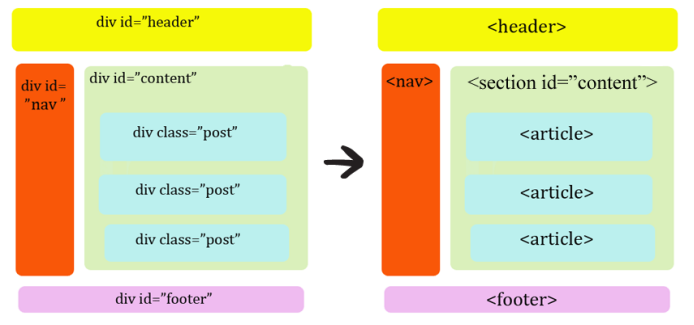 div id=”header”
div id=
”nav ”
div id=”content”
div class=”post”
div class=”post”
div class=”post”
div id=”footer”
<header>
<nav>
<section id=”content”>
<article>
<article>
<article>
<footer>